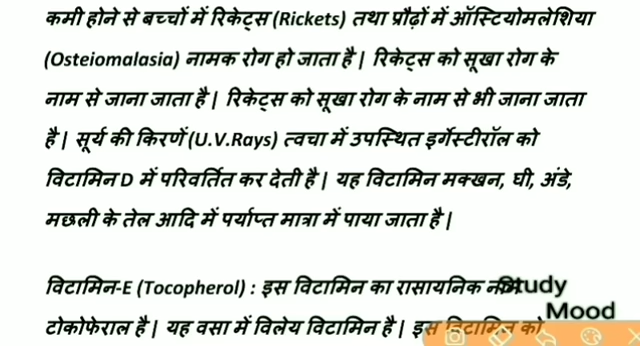 कमी होने से बच्चों में रिकेट्स (Rickets) तथा प्रौढ़ों में ऑस्टियोमलेशिया
(Osteiomalasia) नामक रोग हो जाता है | रिकेट्स को सूखा रोग के
नाम से जाना जाता है | रिकेट्स को सूखा रोग के नाम से भी जाना जाता
है | सूर्य की किरणें (U.V.Rays) त्वचा में उपस्थित इर्गेस्टीरॉल को
विटामिन D में परिवर्तित कर देती है | यह विटामिन मक्खन, घी, अंडे,
मछली के तेल आदि में पर्याप्त मात्रा में पाया जाता है |
विटामिन-E (Tocopherol) : इस विटामिन का रासायनिक नाम
Study
Mood
टोकोफेराल है | यह वसा में विलेय विटामिन है | इस विटामिन को